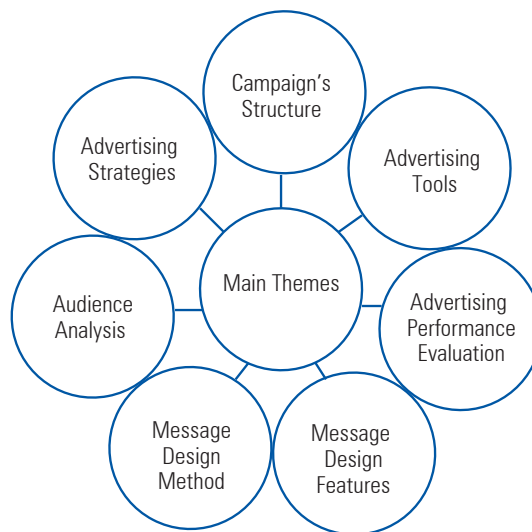 Campaign's
Structure
Advertising
Strategies
Advertising
Tools
Main Themes
Audience
Analysis
Advertising
Performance
Evaluation
Message
Design
Method
Message
Design
Features